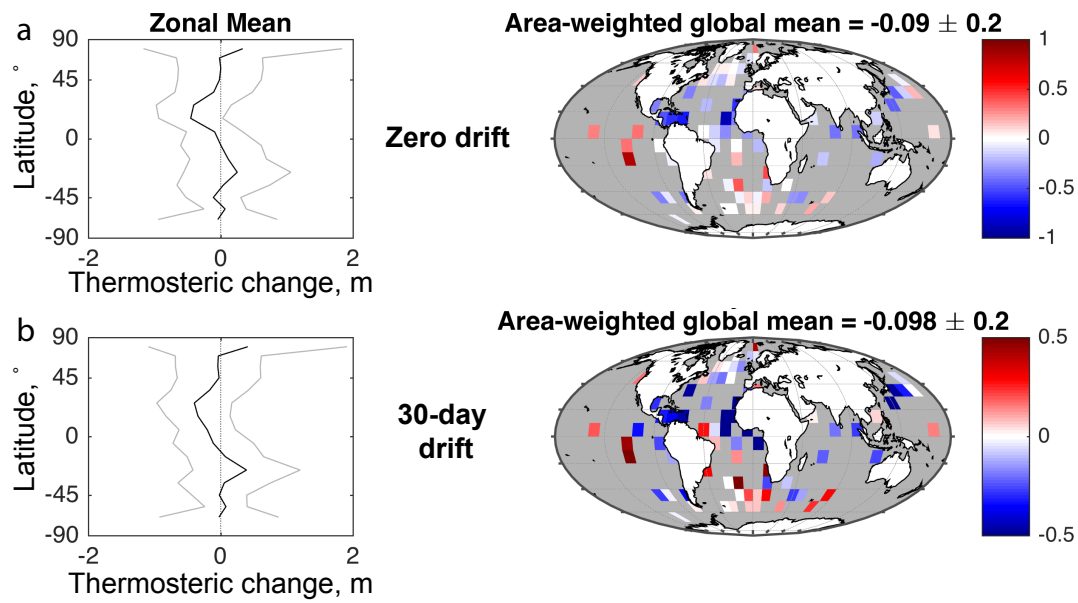 a
Zonal Mean
Area-weighted global mean = -0.09 ± 0.2
90
45
0
-45
-90
Latitude, °
-2
0
2
Thermosteric change, m
Zero drift
1
0.5
0
-0.5
-1
b
Area-weighted global mean = -0.098 ± 0.2
90
45
0
-45
-90
Latitude, °
-2
0
2
Thermosteric change, m
30-day
drift
0.5
0
-0.5